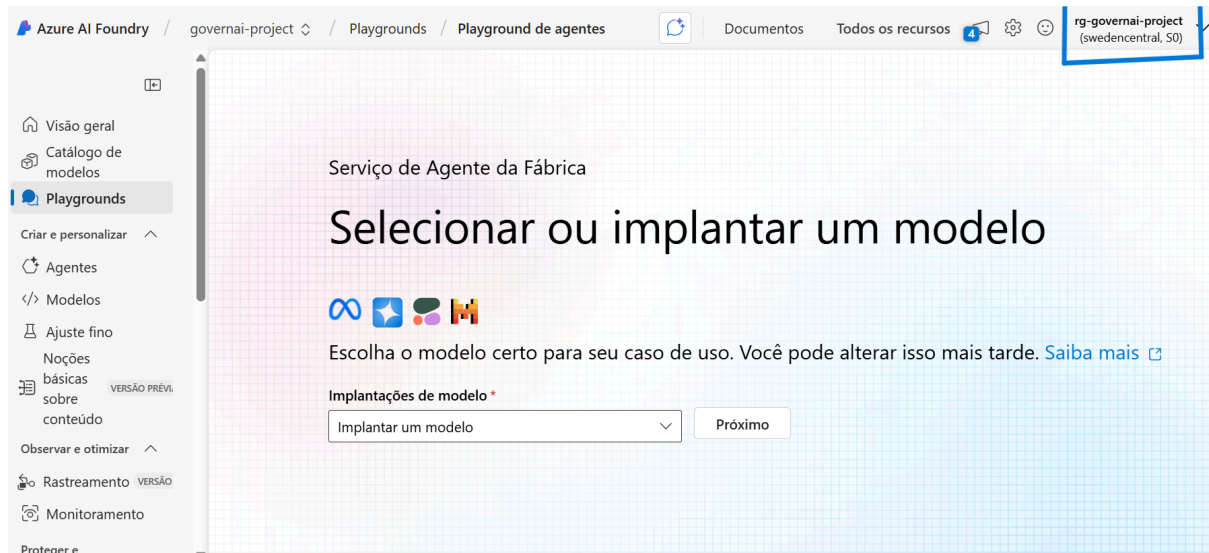 Azure AI Foundry / governai-project / Playgrounds / Playground de agentes
Documentos
Todos os recursos
4
rg-governai-project
(swedencentral, S0)
Visão geral
Catálogo de
modelos
Playgrounds
Criar e personalizar
Agentes
Modelos
Ajuste fino
Noções
básicas
sobre
conteúdo
VERSÃO PRÉVI
Observar e otimizar
Rastreamento VERSÃO
Monitoramento
Proteger e
Serviço de Agente da Fábrica
Selecionar ou implantar um modelo
Escolha o modelo certo para seu caso de uso. Você pode alterar isso mais tarde. Saiba mais
Implantações de modelo *
Implantar um modelo
Próximo